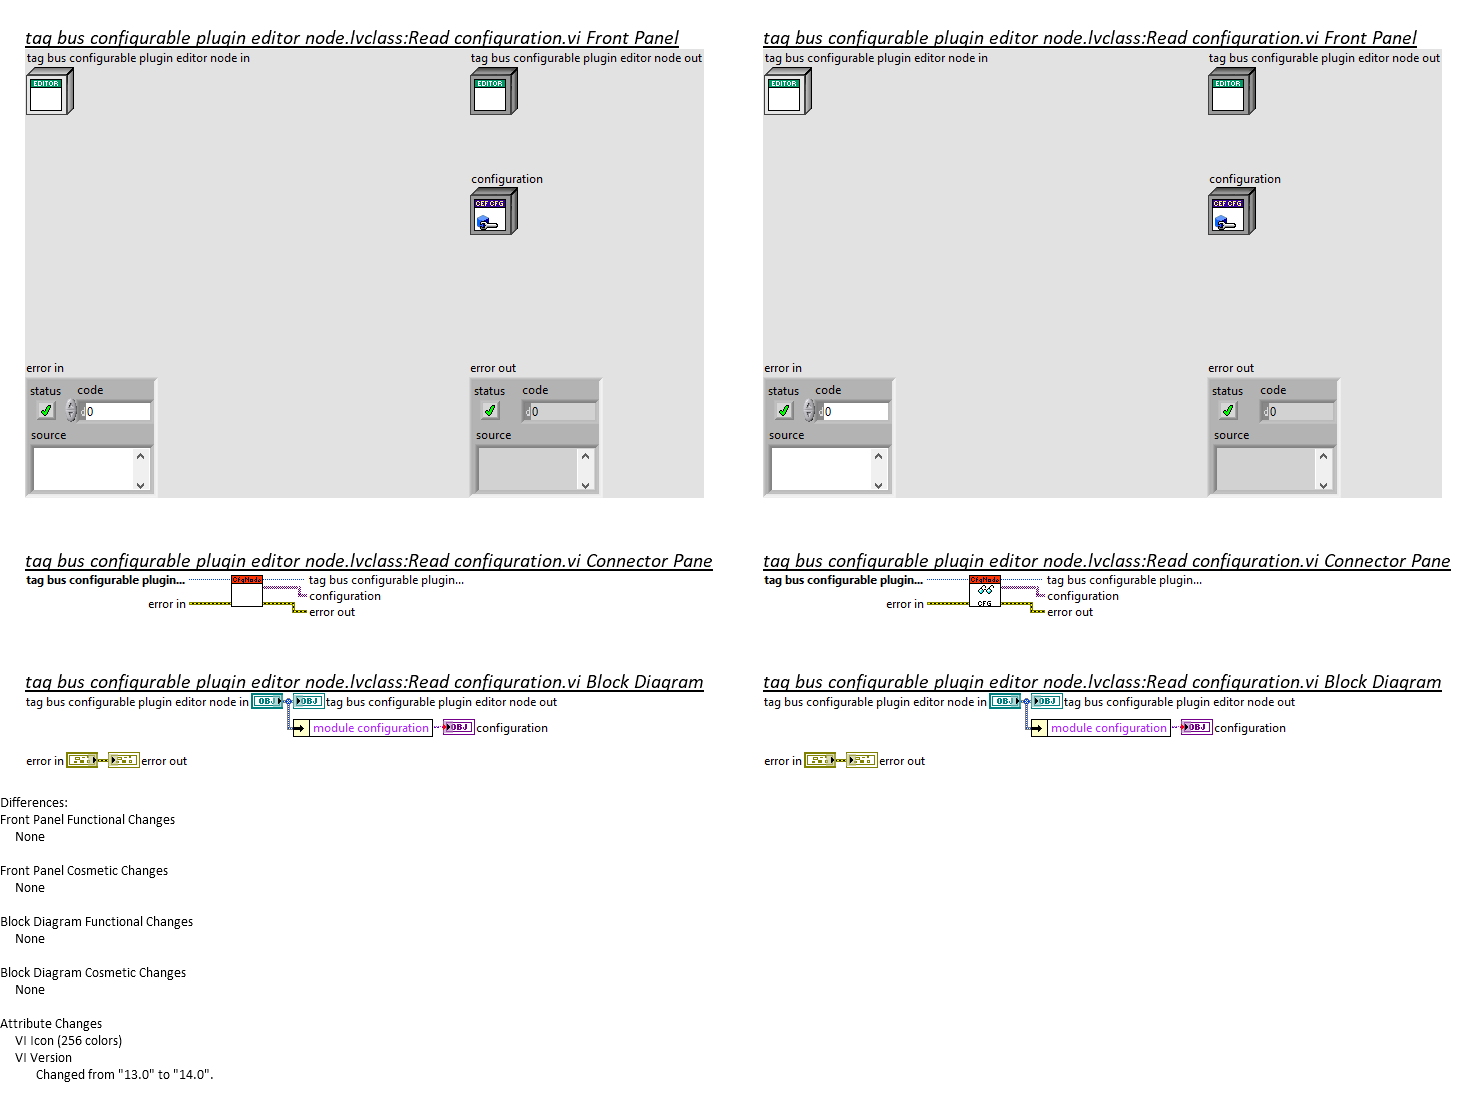 tag bus configurable plugin editor node.lvclass:Read configuration.vi Front Panel
tag bus configurable plugin editor node in
tag bus configurable plugin editor node out
EDITOR
EDITOR
configuration
CEF CFG
error in
status
code
d0
source
error out
status
code
d0
source
tag bus configurable plugin editor node.lvclass:Read configuration.vi Front Panel
tag bus configurable plugin editor node in
tag bus configurable plugin editor node out
EDITOR
EDITOR
configuration
CEF CFG
error in
status
code
d0
source
error out
status
code
d0
source
tag bus configurable plugin editor node.lvclass:Read configuration.vi Connector Pane
tag bus configurable plugin...
CfgNode
tag bus configurable plugin...
configuration
error in
error out
tag bus configurable plugin editor node.lvclass:Read configuration.vi Connector Pane
tag bus configurable plugin...
CfgNode
tag bus configurable plugin...
configuration
error in
CFG
error out
tag bus configurable plugin editor node.lvclass:Read configuration.vi Block Diagram
tag bus configurable plugin editor node in
OBJ
OBJ
tag bus configurable plugin editor node out
module configuration
OBJ
configuration
error in
error out
tag bus configurable plugin editor node.lvclass:Read configuration.vi Block Diagram
tag bus configurable plugin editor node in
OBJ
OBJ
tag bus configurable plugin editor node out
module configuration
OBJ
configuration
error in
error out
Differences:
Front Panel Functional Changes
None
Front Panel Cosmetic Changes
None
Block Diagram Functional Changes
None
Block Diagram Cosmetic Changes
None
Attribute Changes
VI Icon (256 colors)
VI Version
Changed from "13.0" to "14.0".